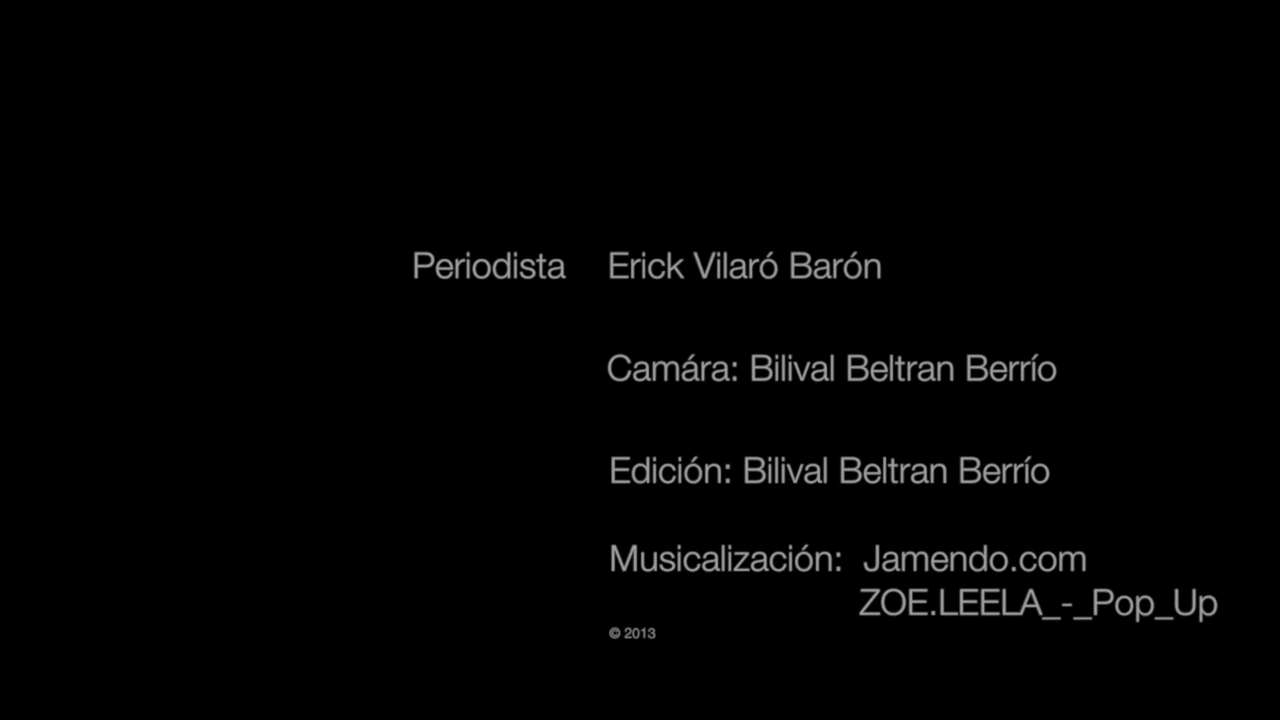 Periodista Erick Vilaró Barón
Camára: Bilival Beltran Berrío
Edición: Bilival Beltran Berrío
Musicalización: Jamendo.com
ZOE.LEELA_-_Pop_Up
© 2013